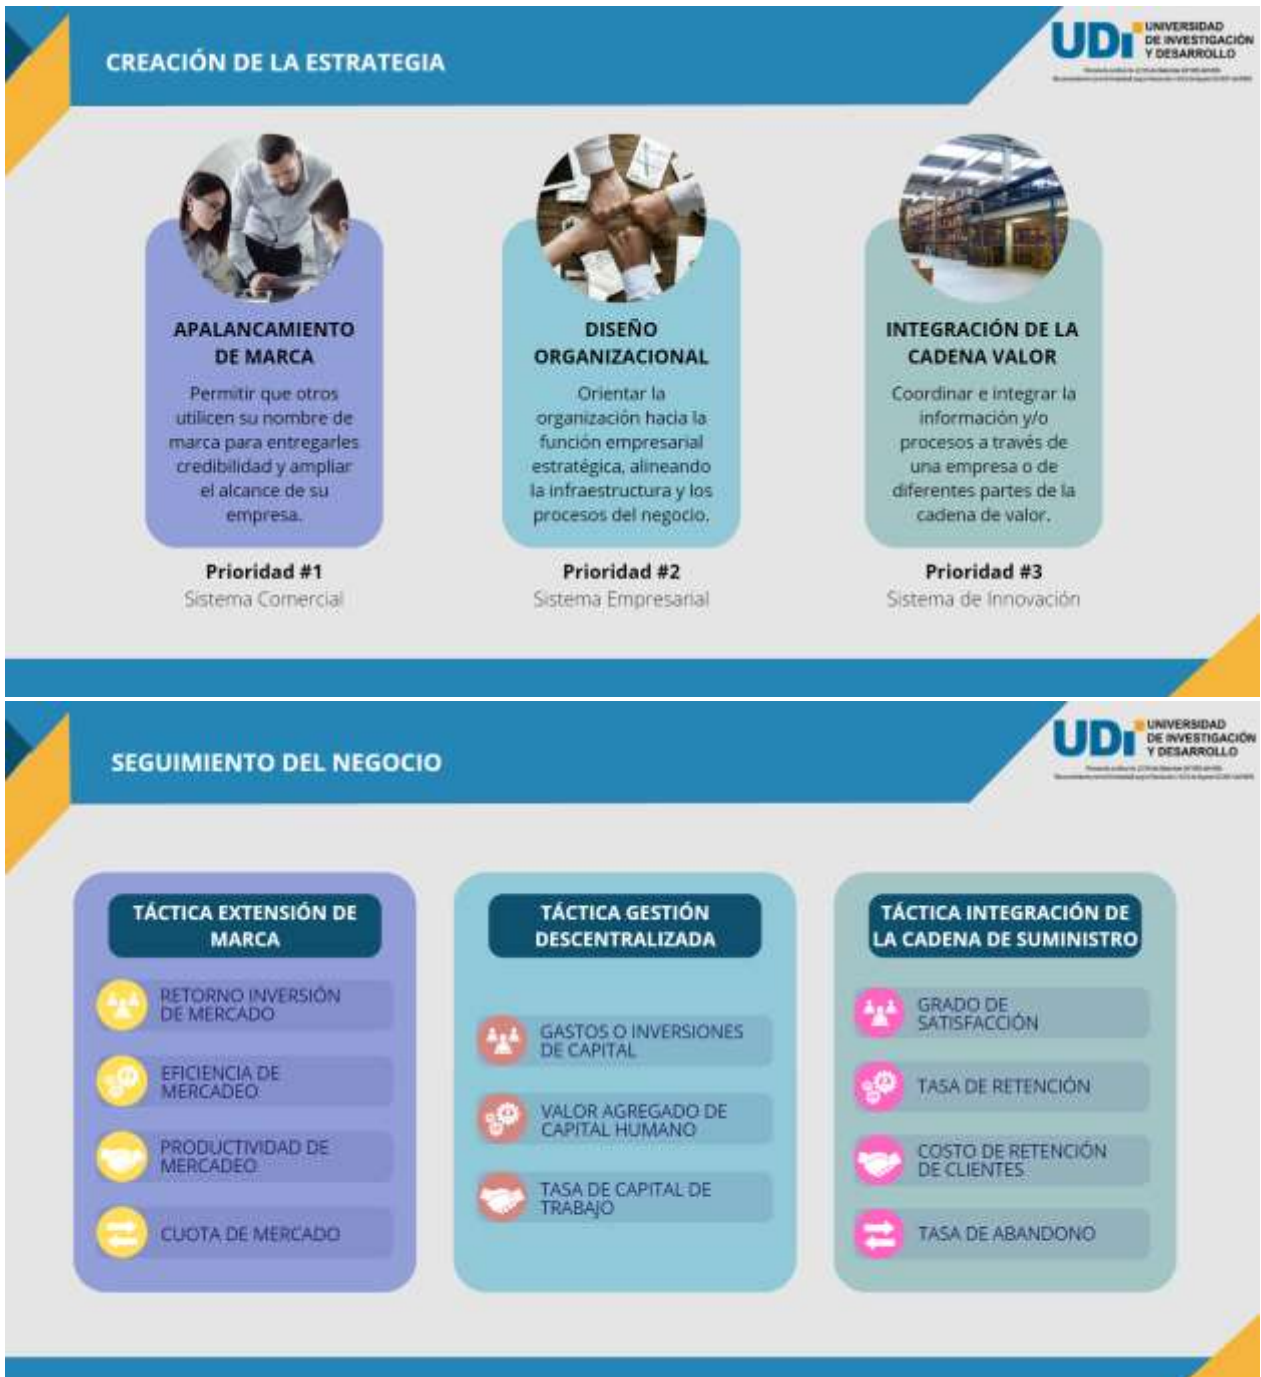 CREACIÓN DE LA ESTRATEGIA
UDi
UNIVERSIDAD
DE INVESTIGACIÓN
Y DESARROLLO
APALANCAMIENTO
DE MARCA
Permitir que otros
utilicen su nombre de
marca para entregarles
credibilidad y ampliar
el alcance de su
empresa.
Prioridad #1
Sistema Comercial
DISEÑO
ORGANIZACIONAL
Orientar la
organización hacia la
función empresarial
estratégica, alineando
la infraestructura y los
procesos del negocio.
Prioridad #2
Sistema Empresarial
INTEGRACIÓN DE LA
CADENA VALOR
Coordinar e integrar la
información y/o
procesos a través de
una empresa o de
diferentes partes de la
cadena de valor.
Prioridad #3
Sistema de Innovación
SEGUIMIENTO DEL NEGOCIO
UDi
UNIVERSIDAD
DE INVESTIGACIÓN
Y DESARROLLO
TÁCTICA EXTENSIÓN DE
MARCA
RETORNO INVERSIÓN
DE MERCADO
EFICIENCIA DE
MERCADEO
PRODUCTIVIDAD DE
MERCADEO
CUOTA DE MERCADO
TÁCTICA GESTIÓN
DESCENTRALIZADA
GASTOS O INVERSIONES
DE CAPITAL
VALOR AGREGADO DE
CAPITAL HUMANO
TASA DE CAPITAL DE
TRABAJO
TÁCTICA INTEGRACIÓN DE
LA CADENA DE SUMINISTRO
GRADO DE
SATISFACCIÓN
TASA DE RETENCIÓN
COSTO DE RETENCIÓN
DE CLIENTES
TASA DE ABANDONO